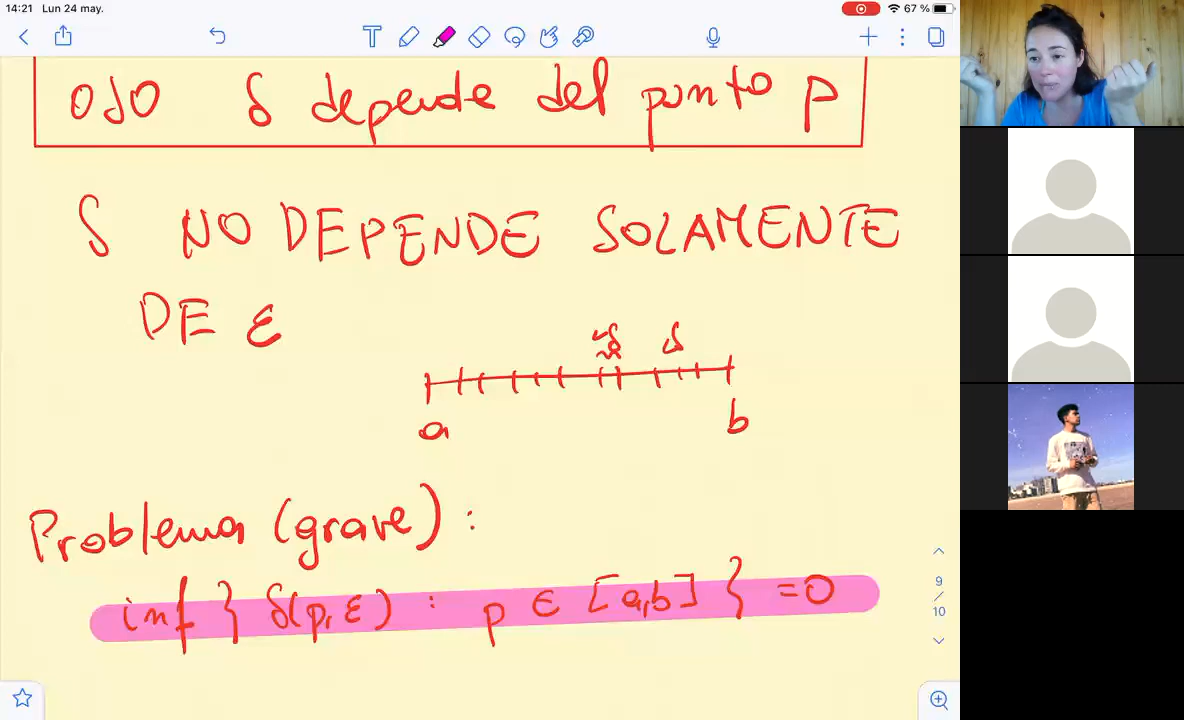 14:21 Lun 24 may.
67 %
OJO δ depende del punto p
δ NO DEPENDE SOLAMENTE
DE ε
δ δ
a b
Problema (grave) :
inf } δ(p, ε) : p ∈ [a,b] } = 0
9
/
10